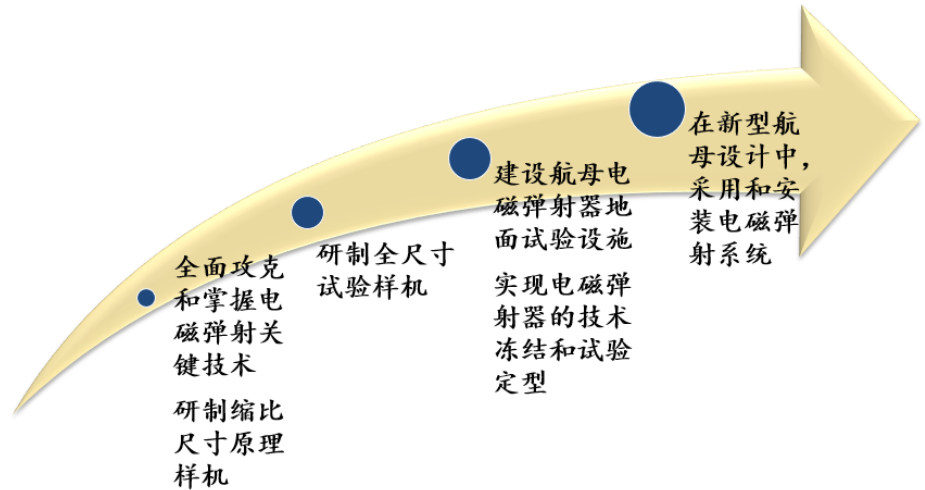 全面攻克
和掌握电
磁弹射关
键技术
研制缩比
尺寸原理
样机
研制全尺寸
试验样机
建设航母电
磁弹射器地
面试验设施
实现电磁弹
射器的技术
冻结和试验
定型
在新型航
母设计中，
采用和安
装电磁弹
射系统